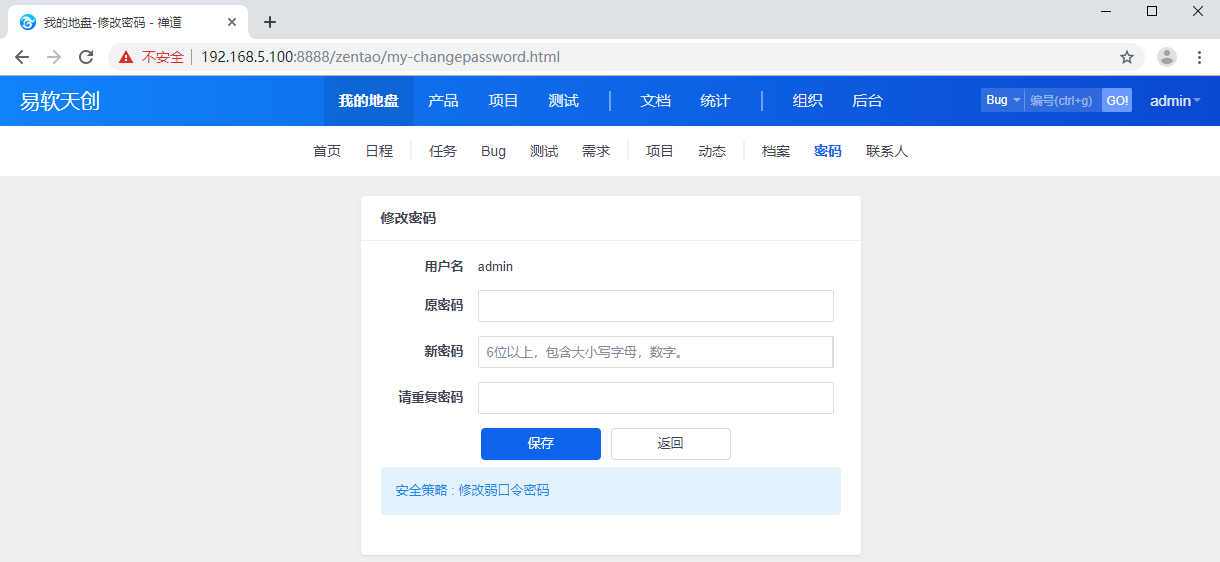 我的地盘-修改密码 - 禅道
不安全 192.168.5.100:8888/zentao/my-changepassword.html
易软天创 我的地盘 产品 项目 测试 文档 统计 组织 后台 Bug 编号(ctrl+g) GO! admin
首页 日程 任务 Bug 测试 需求 项目 动态 档案 密码 联系人
修改密码
用户名 admin
原密码
新密码 6位以上，包含大小写字母，数字。
请重复密码
保存 返回
安全策略 : 修改弱口令密码